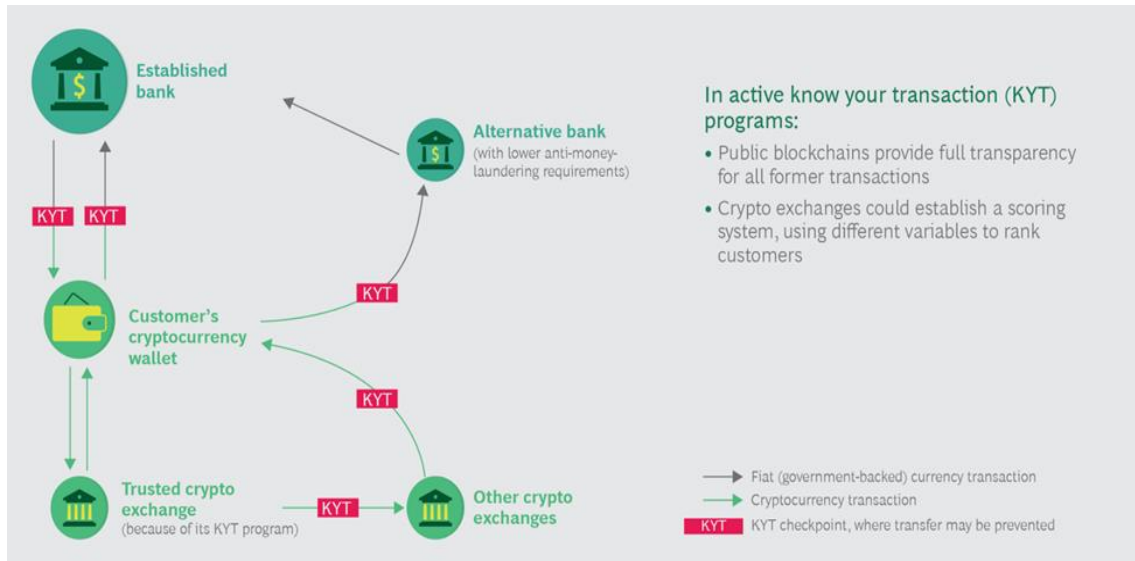 Established
bank
Alternative bank
(with lower anti-money-
laundering requirements)
KYT
KYT
KYT
Customer's
cryptocurrency
wallet
KYT
Trusted crypto
exchange
(because of its KYT program)
KYT
Other crypto
exchanges
In active know your transaction (KYT)
programs:
• Public blockchains provide full transparency
for all former transactions
• Crypto exchanges could establish a scoring
system, using different variables to rank
customers
Fiat (government-backed) currency transaction
Cryptocurrency transaction
KYT KYT checkpoint, where transfer may be prevented